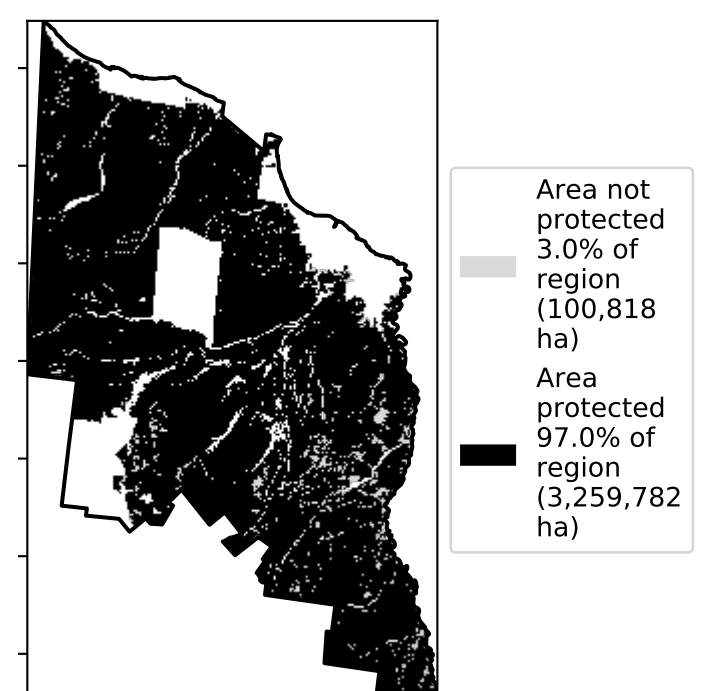 Area not
protected
3.0% of
region
(100,818
ha)
Area
protected
97.0% of
region
(3,259,782
ha)